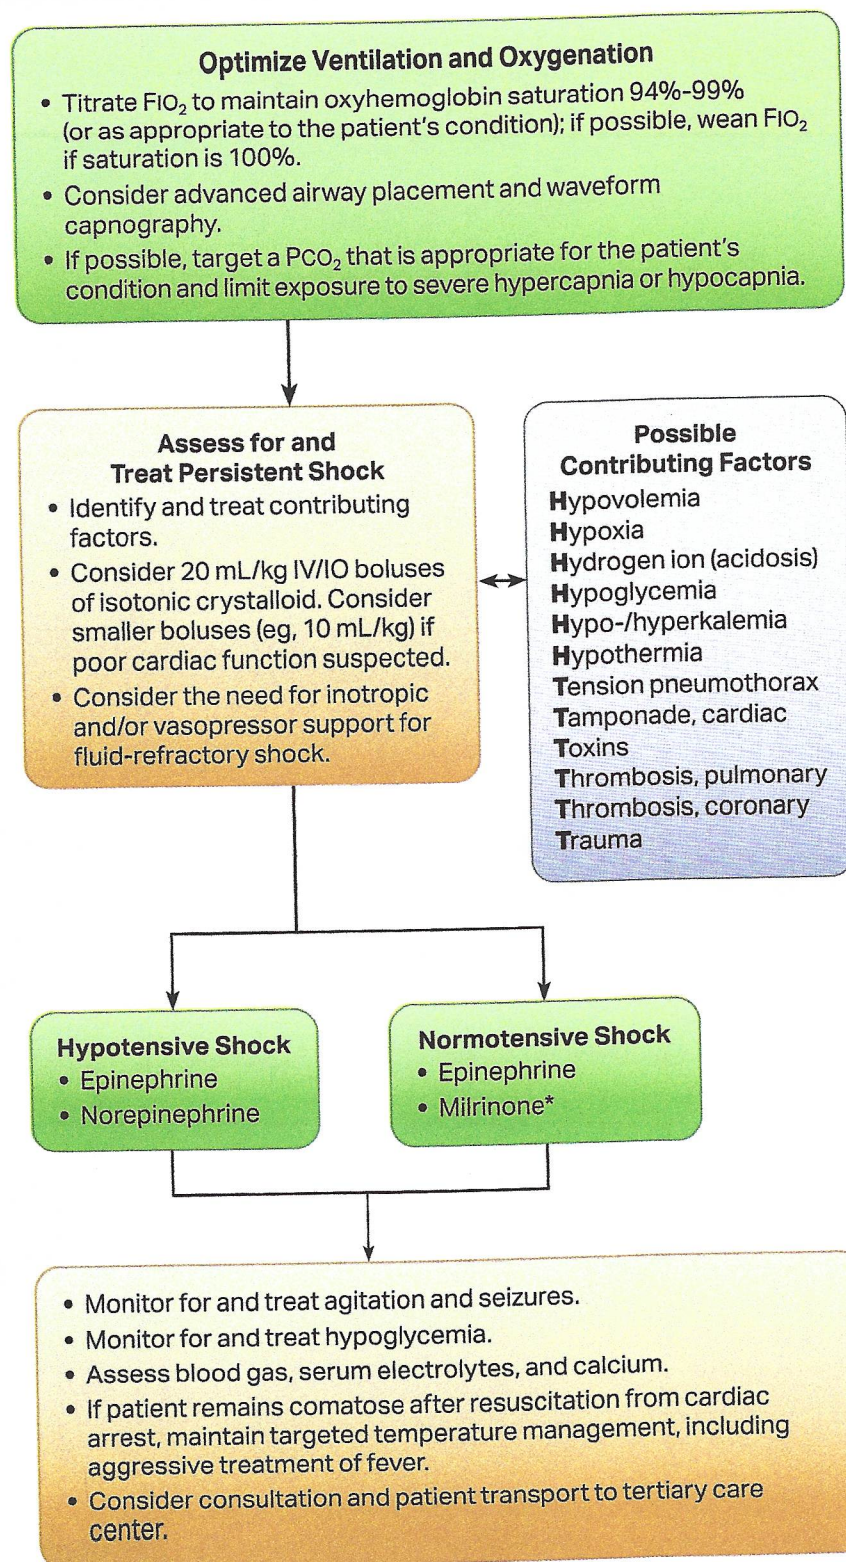 Optimize Ventilation and Oxygenation
• Titrate FIO₂ to maintain oxyhemoglobin saturation 94%-99%
(or as appropriate to the patient's condition); if possible, wean FIO₂
if saturation is 100%.
• Consider advanced airway placement and waveform
capnography.
• If possible, target a PCO₂ that is appropriate for the patient's
condition and limit exposure to severe hypercapnia or hypocapnia.
Assess for and
Treat Persistent Shock
• Identify and treat contributing
factors.
• Consider 20 mL/kg IV/IO boluses
of isotonic crystalloid. Consider
smaller boluses (eg, 10 mL/kg) if
poor cardiac function suspected.
• Consider the need for inotropic
and/or vasopressor support for
fluid-refractory shock.
Possible
Contributing Factors
Hypovolemia
Hypoxia
Hydrogen ion (acidosis)
Hypoglycemia
Hypo-/hyperkalemia
Hypothermia
Tension pneumothorax
Tamponade, cardiac
Toxins
Thrombosis, pulmonary
Thrombosis, coronary
Trauma
Hypotensive Shock
• Epinephrine
• Norepinephrine
Normotensive Shock
• Epinephrine
• Milrinone*
• Monitor for and treat agitation and seizures.
• Monitor for and treat hypoglycemia.
• Assess blood gas, serum electrolytes, and calcium.
• If patient remains comatose after resuscitation from cardiac
arrest, maintain targeted temperature management, including
aggressive treatment of fever.
• Consider consultation and patient transport to tertiary care
center.